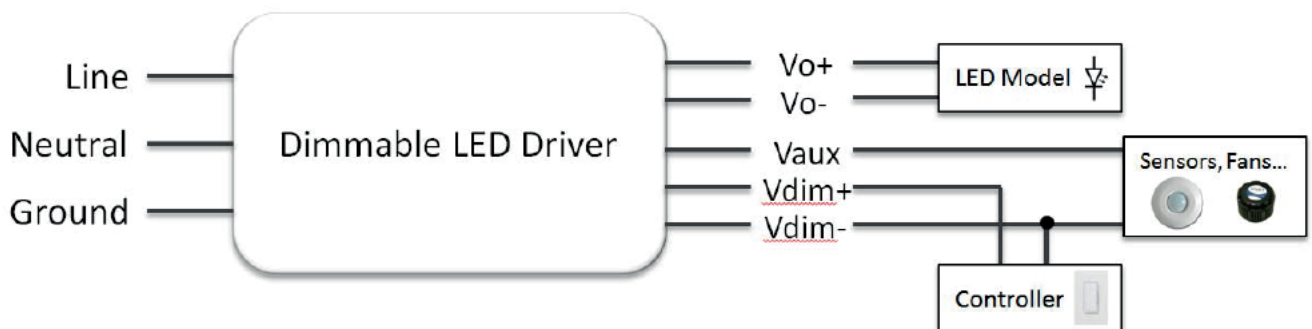 Line
Neutral
Ground
Dimmable LED Driver
Vo+
Vo-
Vaux
Vdim+
Vdim-
LED Model
Sensors, Fans...
Controller